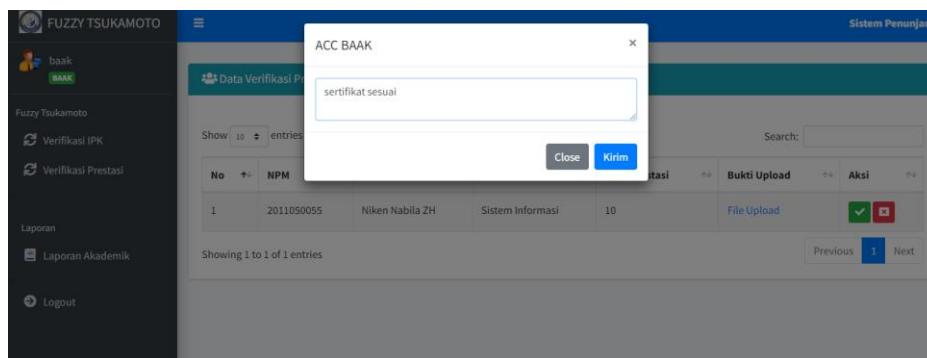 FUZZY TSUKAMOTO
Sistem Penunjan
baak
BAAK
ACC BAAK ×
sertifikat sesuai
Close Kirim
Data Verifikasi Pr
Fuzzy Tsukamoto
Verifikasi IPK
Verifikasi Prestasi
Laporan
Laporan Akademik
Logout
Show 10 entries
Search:
No NPM stasi Bukti Upload Aksi
1 2011050055 Niken Nabila ZH Sistem Informasi 10 File Upload
Showing 1 to 1 of 1 entries
Previous 1 Next